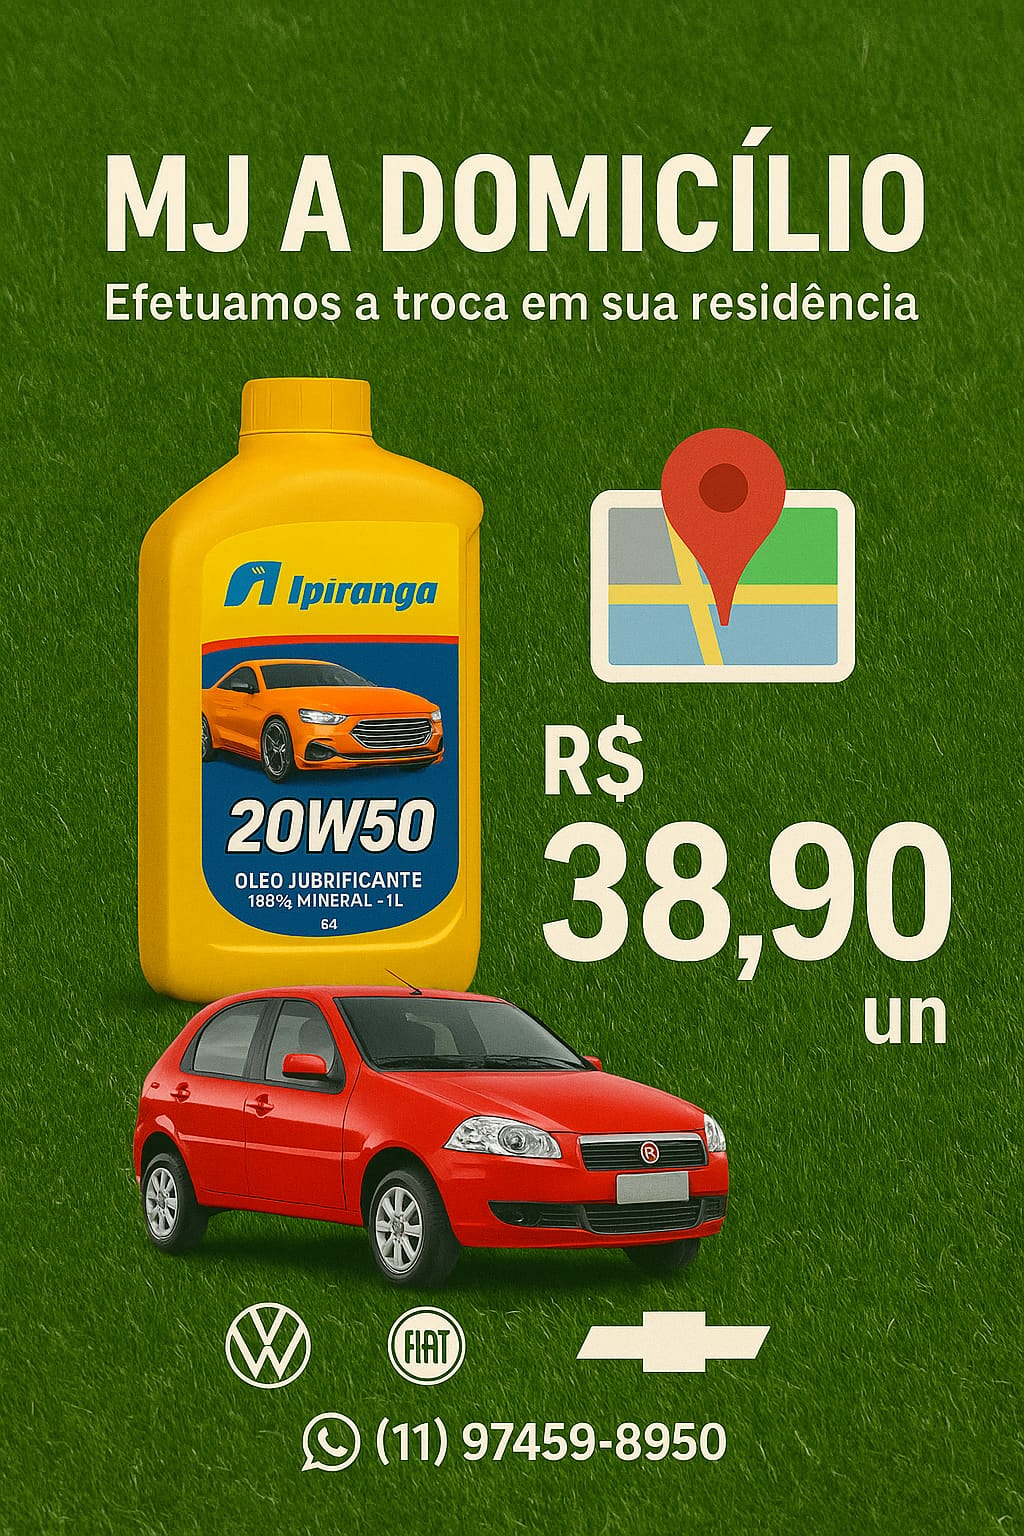 MJ A DOMICÍLIO
Efetuamos a troca em sua residência
Ipiranga
20W50
OLEO JUBRIFICANTE
188% MINERAL - 1L
64
R$
38,90
un
R
FIAT
(11) 97459-8950